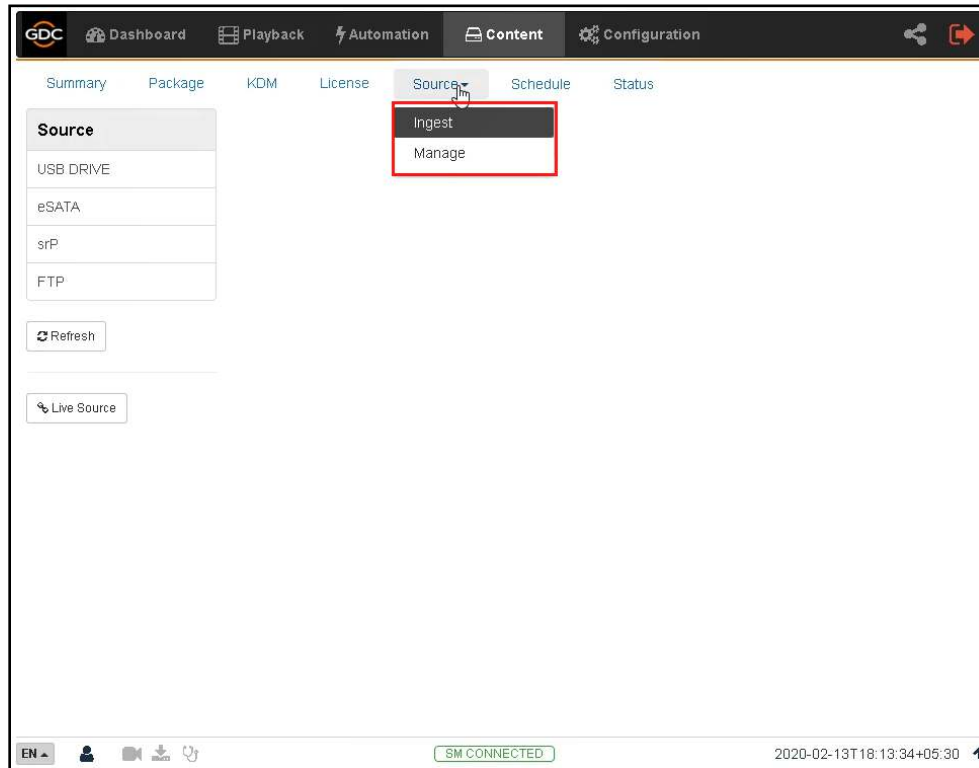 GDC Dashboard Playback Automation Content Configuration
Summary Package KDM License Source Schedule Status
Ingest
Manage
Source
USB DRIVE
eSATA
srP
FTP
Refresh
Live Source
EN SM CONNECTED 2020-02-13T18:13:34+05:30